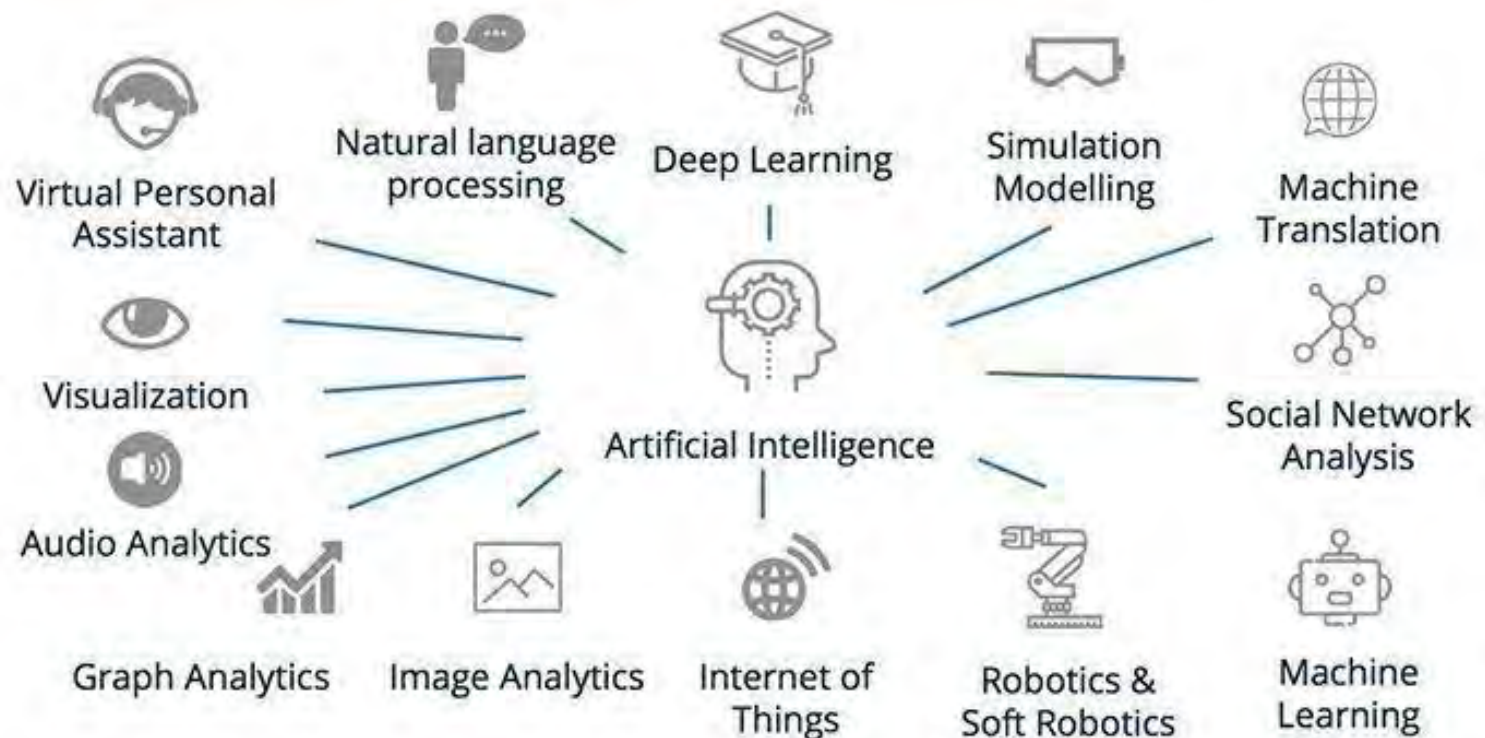 Natural language
processing
Deep Learning
Simulation
Modelling
Virtual Personal
Assistant
Machine
Translation
Visualization
Artificial Intelligence
Social Network
Analysis
Audio Analytics
Graph Analytics
Image Analytics
Internet of
Things
Robotics &
Soft Robotics
Machine
Learning